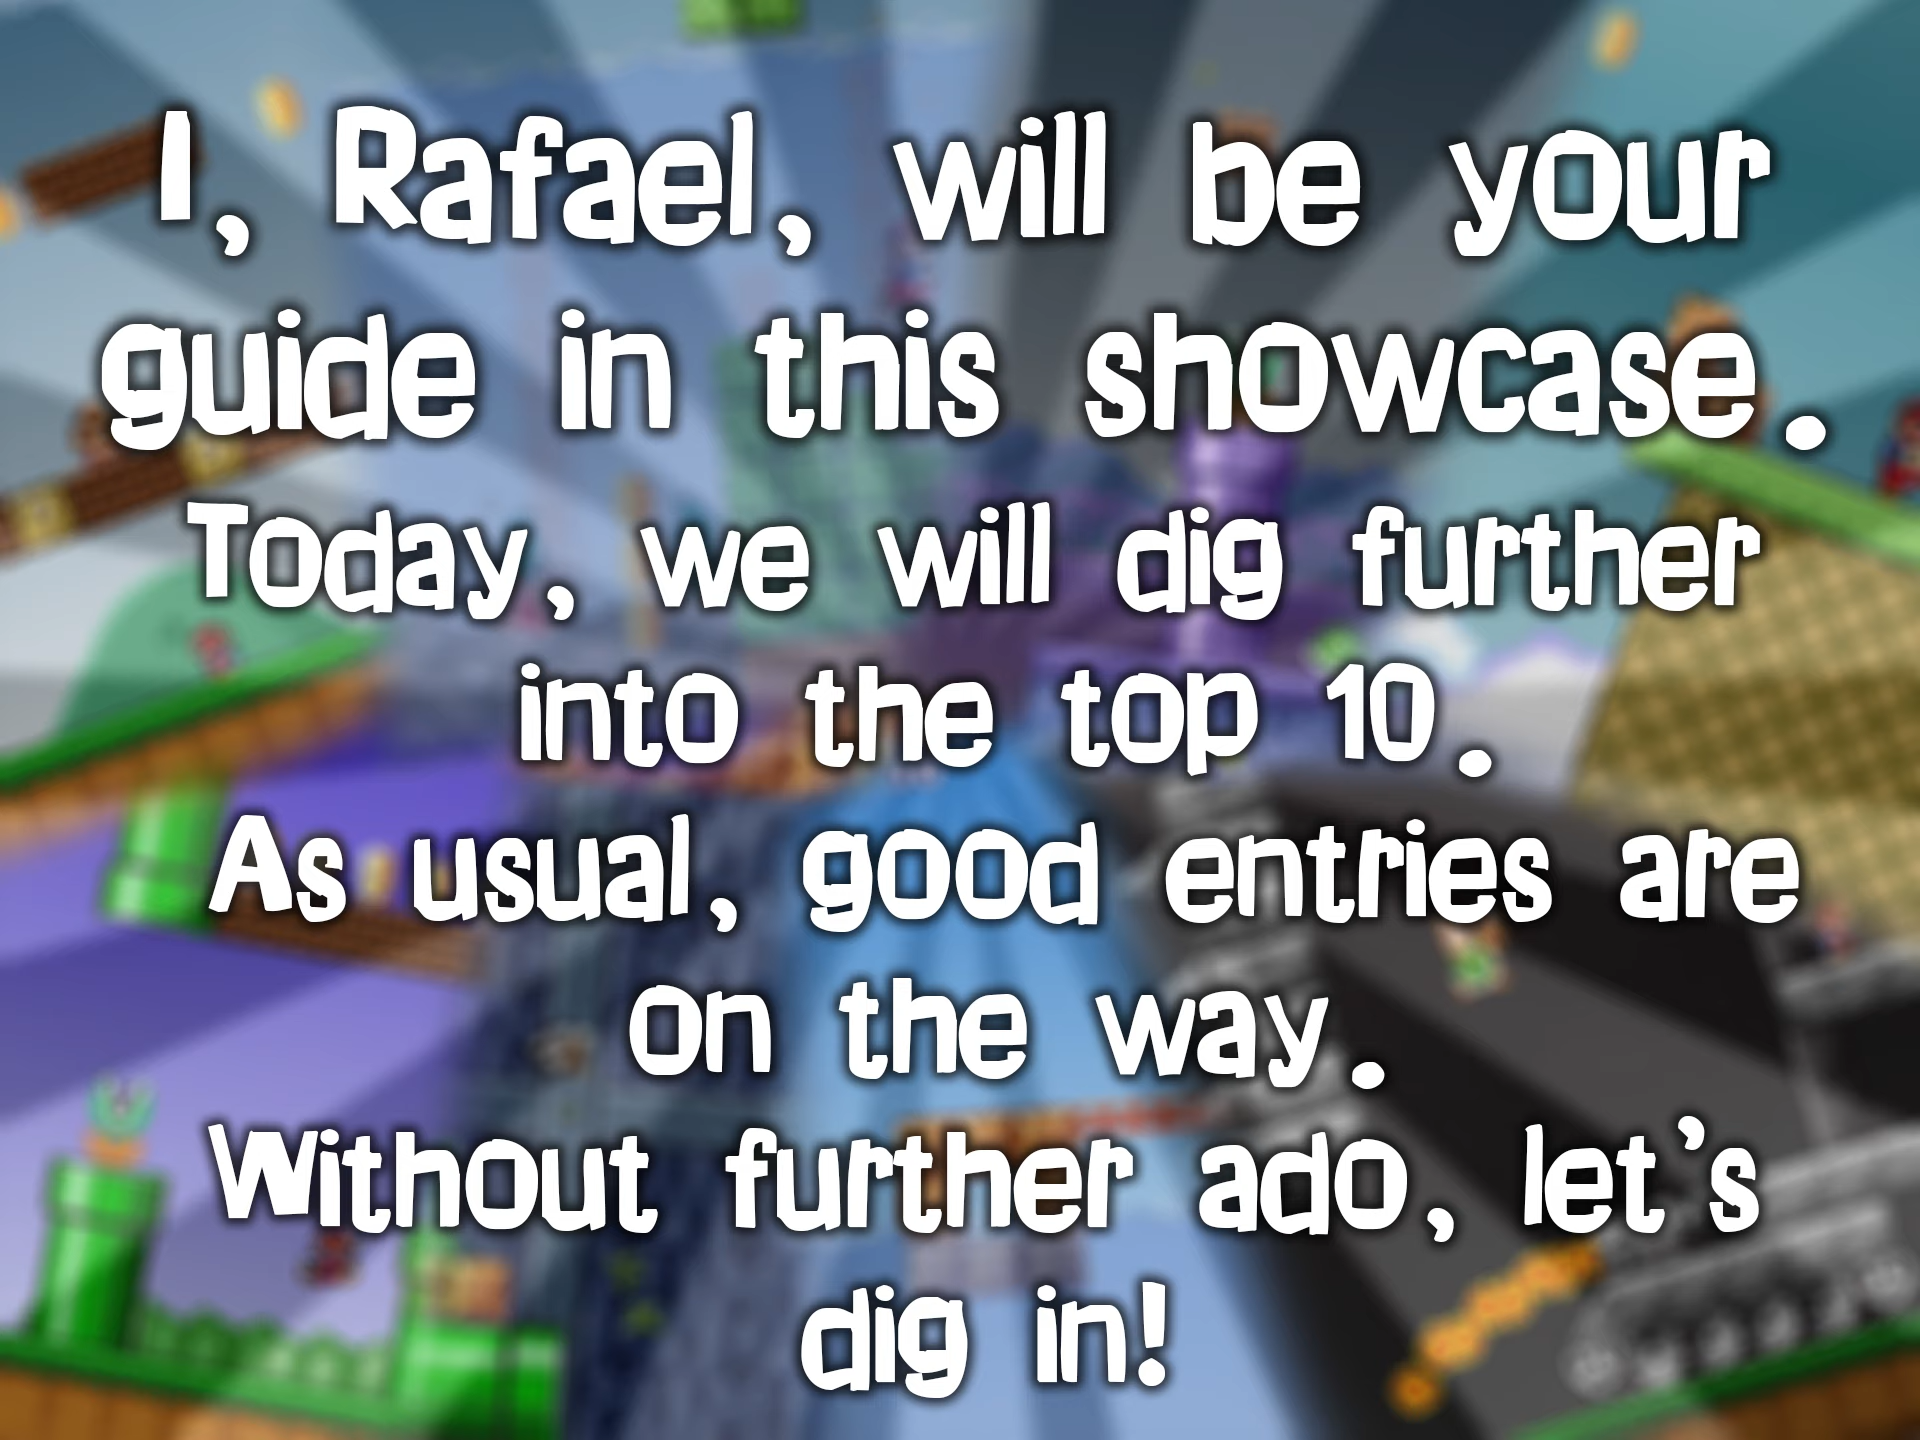 I, Rafael, will be your
guide in this showcase.
Today, we will dig further
into the top 10.
As usual, good entries are
on the way.
Without further ado, let's
dig in!